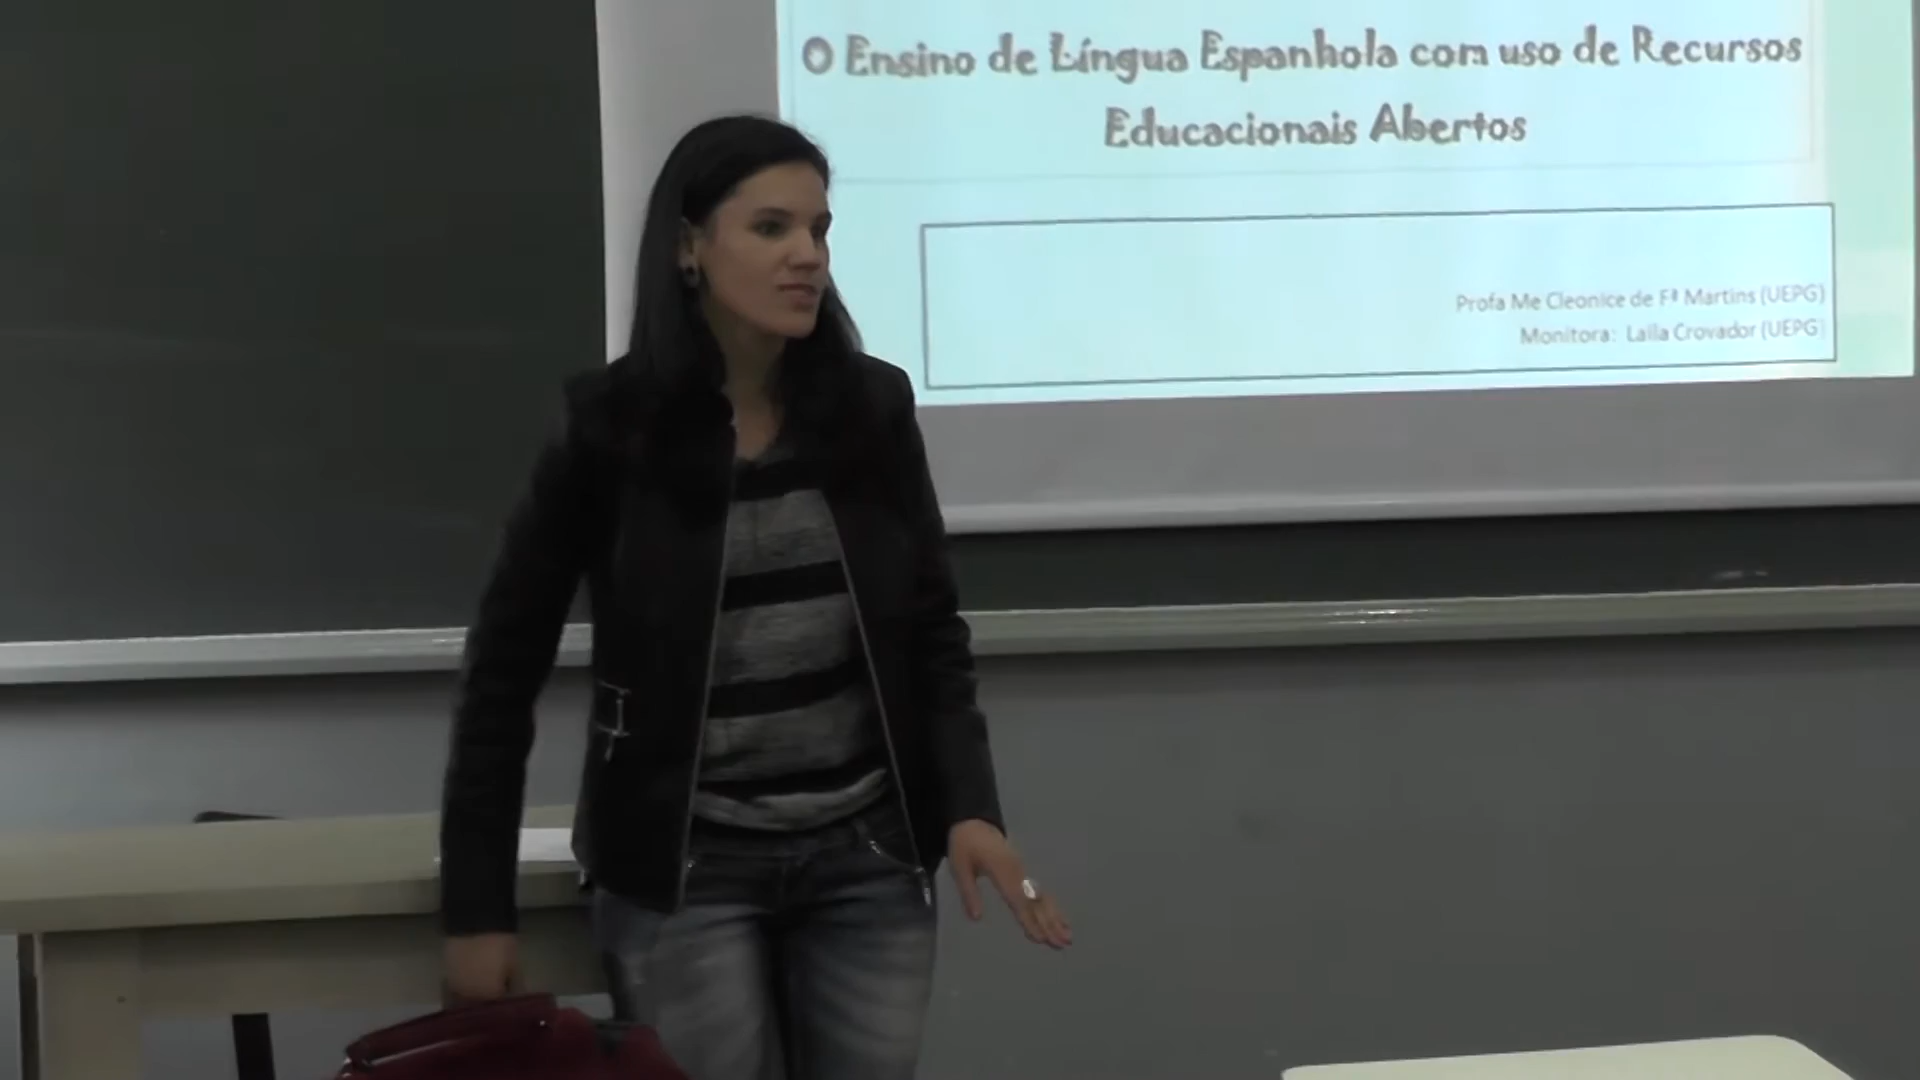 O Ensino de Língua Espanhola com uso de Recursos
Educacionais Abertos
Profa Me Cleonice de Fª Martins (UEPG)
Monitora: Laila Crovador (UEPG)